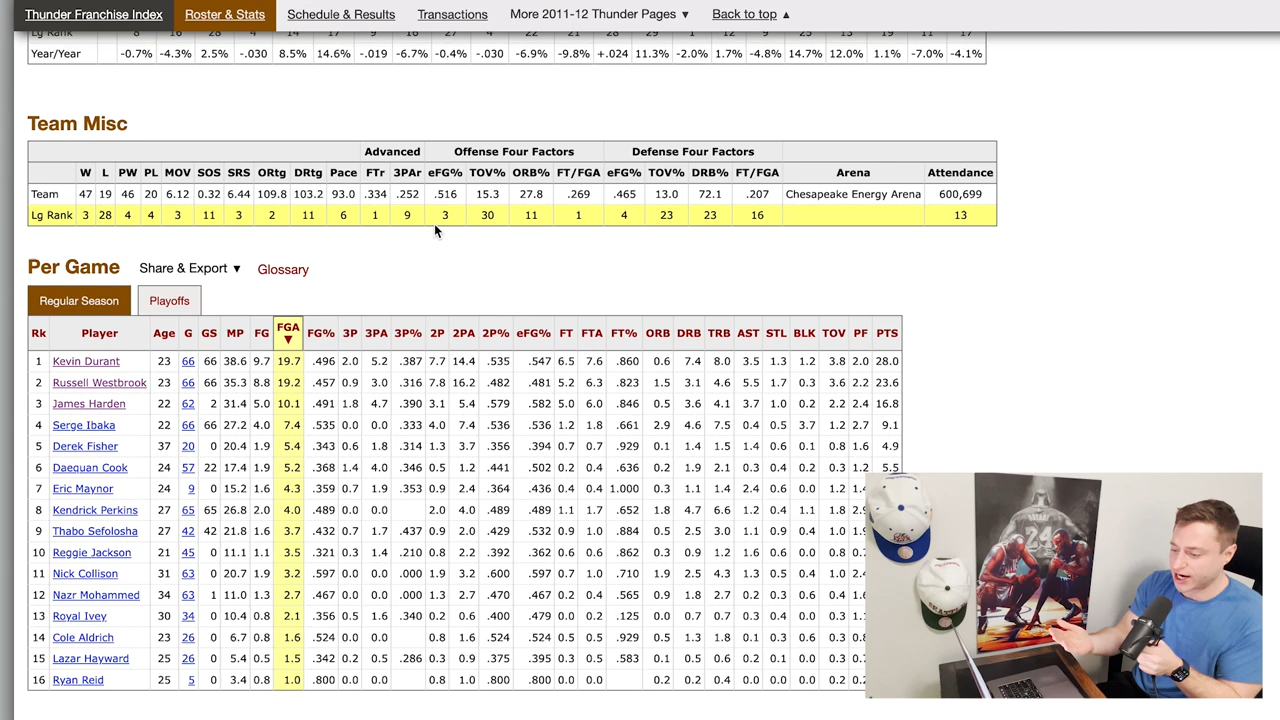 Thunder Franchise Index Roster & Stats Schedule & Results Transactions More 2011-12 Thunder Pages ▼ Back to top ▲
Year/Year -0.7% -4.3% 2.5% -.030 8.5% 14.6% -.019 -6.7% -0.4% -.030 -6.9% -9.8% +.024 11.3% -2.0% 1.7% -4.8% 14.7% 12.0% 1.1% -7.0% -4.1%
Team Misc
Advanced Offense Four Factors Defense Four Factors
W L PW PL MOV SOS SRS ORtg DRtg Pace FTr 3PAr eFG% TOV% ORB% FT/FGA eFG% TOV% DRB% FT/FGA Arena Attendance
Team 47 19 46 20 6.12 0.32 6.44 109.8 103.2 93.0 .334 .252 .516 15.3 27.8 .269 .465 13.0 72.1 .207 Chesapeake Energy Arena 600,699
Lg Rank 3 28 4 4 3 11 3 2 11 6 1 9 3 30 11 1 4 23 23 16 13
Per Game Share & Export ▼ Glossary
Regular Season Playoffs
Rk Player Age G GS MP FG FGA ▼ FG% 3P 3PA 3P% 2P 2PA 2P% eFG% FT FTA FT% ORB DRB TRB AST STL BLK TOV PF PTS
1 Kevin Durant 23 66 66 38.6 9.7 19.7 .496 2.0 5.2 .387 7.7 14.4 .535 .547 6.5 7.6 .860 0.6 7.4 8.0 3.5 1.3 1.2 3.8 2.0 28.0
2 Russell Westbrook 23 66 66 35.3 8.8 19.2 .457 0.9 3.0 .316 7.8 16.2 .482 .481 5.2 6.3 .823 1.5 3.1 4.6 5.5 1.7 0.3 3.6 2.2 23.6
3 James Harden 22 62 2 31.4 5.0 10.1 .491 1.8 4.7 .390 3.1 5.4 .579 .582 5.0 6.0 .846 0.5 3.6 4.1 3.7 1.0 0.2 2.2 2.4 16.8
4 Serge Ibaka 22 66 66 27.2 4.0 7.4 .535 0.0 0.0 .333 4.0 7.4 .536 .536 1.2 1.8 .661 2.9 4.6 7.5 0.4 0.5 3.7 1.2 2.7 9.1
5 Derek Fisher 37 20 0 20.4 1.9 5.4 .343 0.6 1.8 .314 1.3 3.7 .356 .394 0.7 0.7 .929 0.1 1.4 1.5 1.4 0.6 0.1 0.8 1.6 4.9
6 Daequan Cook 24 57 22 17.4 1.9 5.2 .368 1.4 4.0 .346 0.5 1.2 .441 .502 0.2 0.4 .636 0.2 1.9 2.1 0.3 0.4 0.2 0.3 1.2 5.5
7 Eric Maynor 24 9 0 15.2 1.6 4.3 .359 0.7 1.9 .353 0.9 2.4 .364 .436 0.4 0.4 1.000 0.3 1.1 1.4 2.4 0.6 0.0 1.2
8 Kendrick Perkins 27 65 65 26.8 2.0 4.0 .489 0.0 0.0 2.0 4.0 .489 .489 1.1 1.7 .652 1.8 4.7 6.6 1.2 0.4 1.1 1.8
9 Thabo Sefolosha 27 42 42 21.8 1.6 3.7 .432 0.7 1.6 .437 0.9 2.0 .429 .532 0.9 1.0 .884 0.5 2.5 3.0 1.1 0.9 0.4 1.0
10 Reggie Jackson 21 45 0 11.1 1.1 3.5 .321 0.3 1.4 .210 0.8 2.2 .392 .362 0.6 0.6 .862 0.3 0.9 1.2 1.6 0.6 0.0 0.8
11 Nick Collison 31 63 0 20.7 1.9 3.2 .597 0.0 0.0 .000 1.9 3.2 .600 .597 0.7 1.0 .710 1.9 2.5 4.3 1.3 0.5 0.4 1.0
12 Nazr Mohammed 34 63 1 11.1 1.3 2.7 .467 0.0 0.0 .000 1.3 2.7 .470 .467 0.2 0.4 .565 0.9 1.8 2.7 0.2 0.3 0.6 0.4
13 Royal Ivey 30 34 0 10.4 0.8 2.1 .356 0.5 1.6 .340 0.2 0.6 .400 .479 0.0 0.2 .125 0.0 0.7 0.7 0.3 0.4 0.0 0.3
14 Cole Aldrich 23 26 0 6.7 0.8 1.6 .524 0.0 0.0 0.8 1.6 .524 .524 0.5 0.5 .929 0.5 1.3 1.8 0.1 0.3 0.6 0.3
15 Lazar Hayward 25 26 0 5.4 0.5 1.5 .342 0.2 0.5 .286 0.3 0.9 .375 .395 0.3 0.5 .583 0.1 0.5 0.6 0.2 0.1 0.0 0.3
16 Ryan Reid 25 5 0 3.4 0.8 1.0 .800 0.0 0.0 0.8 1.0 .800 .800 0.0 0.0 0.2 0.2 0.4 0.0 0.0 0.2 0.2
BRYANT
24